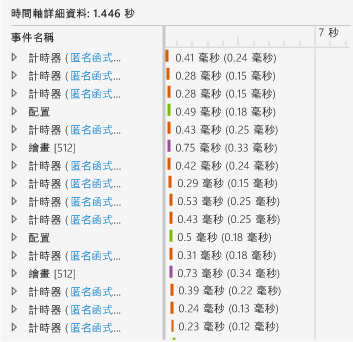 時間軸詳細資料: 1.446 秒
事件名稱
7 秒
計時器 (匿名函式... 0.41 毫秒 (0.24 毫秒)
計時器 (匿名函式... 0.28 毫秒 (0.15 毫秒)
計時器 (匿名函式... 0.28 毫秒 (0.15 毫秒)
配置 0.49 毫秒 (0.18 毫秒)
計時器 (匿名函式... 0.43 毫秒 (0.25 毫秒)
繪畫 [512] 0.75 毫秒 (0.33 毫秒)
計時器 (匿名函式... 0.42 毫秒 (0.24 毫秒)
計時器 (匿名函式... 0.29 毫秒 (0.15 毫秒)
計時器 (匿名函式... 0.53 毫秒 (0.25 毫秒)
計時器 (匿名函式... 0.43 毫秒 (0.25 毫秒)
配置 0.5 毫秒 (0.18 毫秒)
計時器 (匿名函式... 0.31 毫秒 (0.18 毫秒)
繪畫 [512] 0.73 毫秒 (0.34 毫秒)
計時器 (匿名函式... 0.39 毫秒 (0.22 毫秒)
計時器 (匿名函式... 0.24 毫秒 (0.13 毫秒)
計時器 (匿名函式... 0.23 毫秒 (0.12 毫秒)